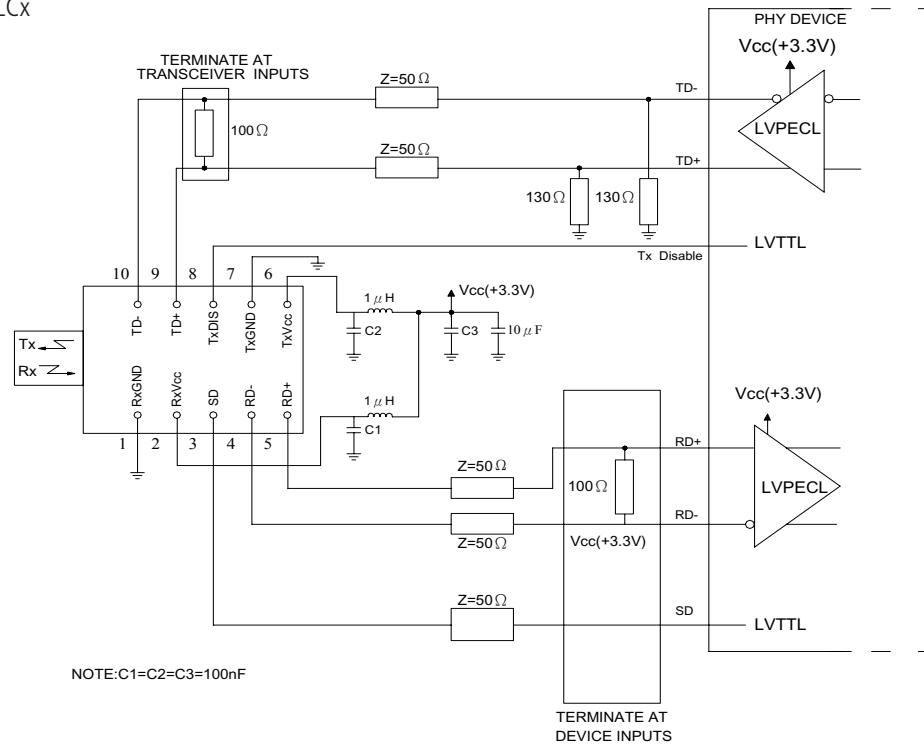 LCx
PHY DEVICE
Vcc(+3.3V)
TERMINATE AT
TRANSCEIVER INPUTS
Z=50Ω
TD-
100Ω
LVPECL
Z=50Ω
TD+
130Ω 130Ω
LVTTL
Tx Disable
10 9 8 7 6
TD- TD+ TxDIS TxGND TxVcc
1μH
Vcc(+3.3V)
C2 C3 10μF
Tx
Rx
RxGND RxVcc SD RD- RD+
1μH
C1
1 2 3 4 5
Vcc(+3.3V)
RD+
Z=50Ω
100Ω
LVPECL
RD-
Z=50Ω
Vcc(+3.3V)
Z=50Ω
SD
LVTTL
NOTE:C1=C2=C3=100nF
TERMINATE AT
DEVICE INPUTS